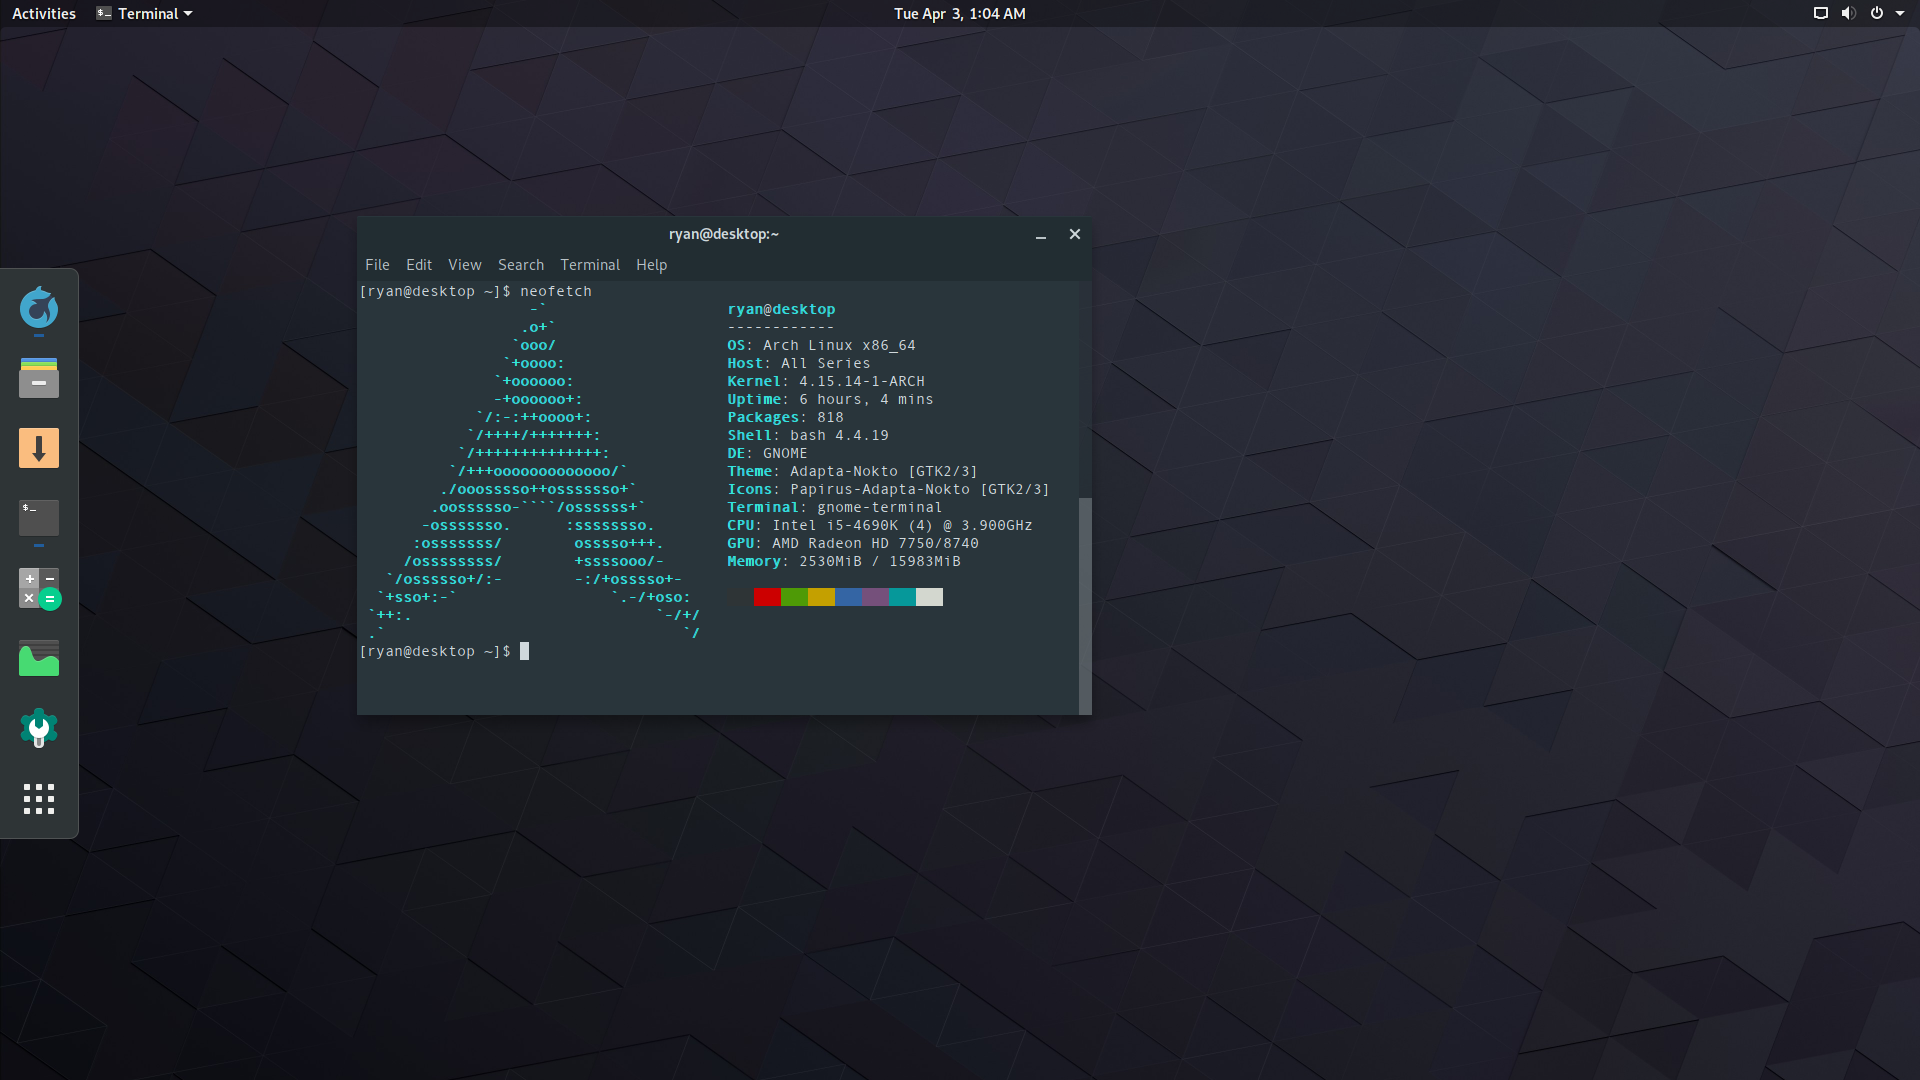 Activities Terminal Tue Apr 3, 1:04 AM
ryan@desktop:~
File Edit View Search Terminal Help
[ryan@desktop ~]$ neofetch
                   -`
                  .o+`                   ryan@desktop
                 `ooo/                   ------------
                `+oooo:                  OS: Arch Linux x86_64
               `+oooooo:                 Host: All Series
               -+oooooo+:                Kernel: 4.15.14-1-ARCH
             `/:-:++oooo+:               Uptime: 6 hours, 4 mins
            `/++++/+++++++:              Packages: 818
           `/++++++++++++++:             Shell: bash 4.4.19
          `/+++ooooooooooooo/`           DE: GNOME
         ./ooosssso++osssssso+`          Theme: Adapta-Nokto [GTK2/3]
        .oossssso-````/ossssss+`         Icons: Papirus-Adapta-Nokto [GTK2/3]
       -osssssso.      :ssssssso.        Terminal: gnome-terminal
      :osssssss/        osssso+++.       CPU: Intel i5-4690K (4) @ 3.900GHz
     /ossssssss/        +ssssooo/-       GPU: AMD Radeon HD 7750/8740
   `/ossssso+/:-        -:/+osssso+-     Memory: 2530MiB / 15983MiB
  `+sso+:-`                 `.-/+oso:
 `++:.                           `-/+/
 .`                                 `/
[ryan@desktop ~]$